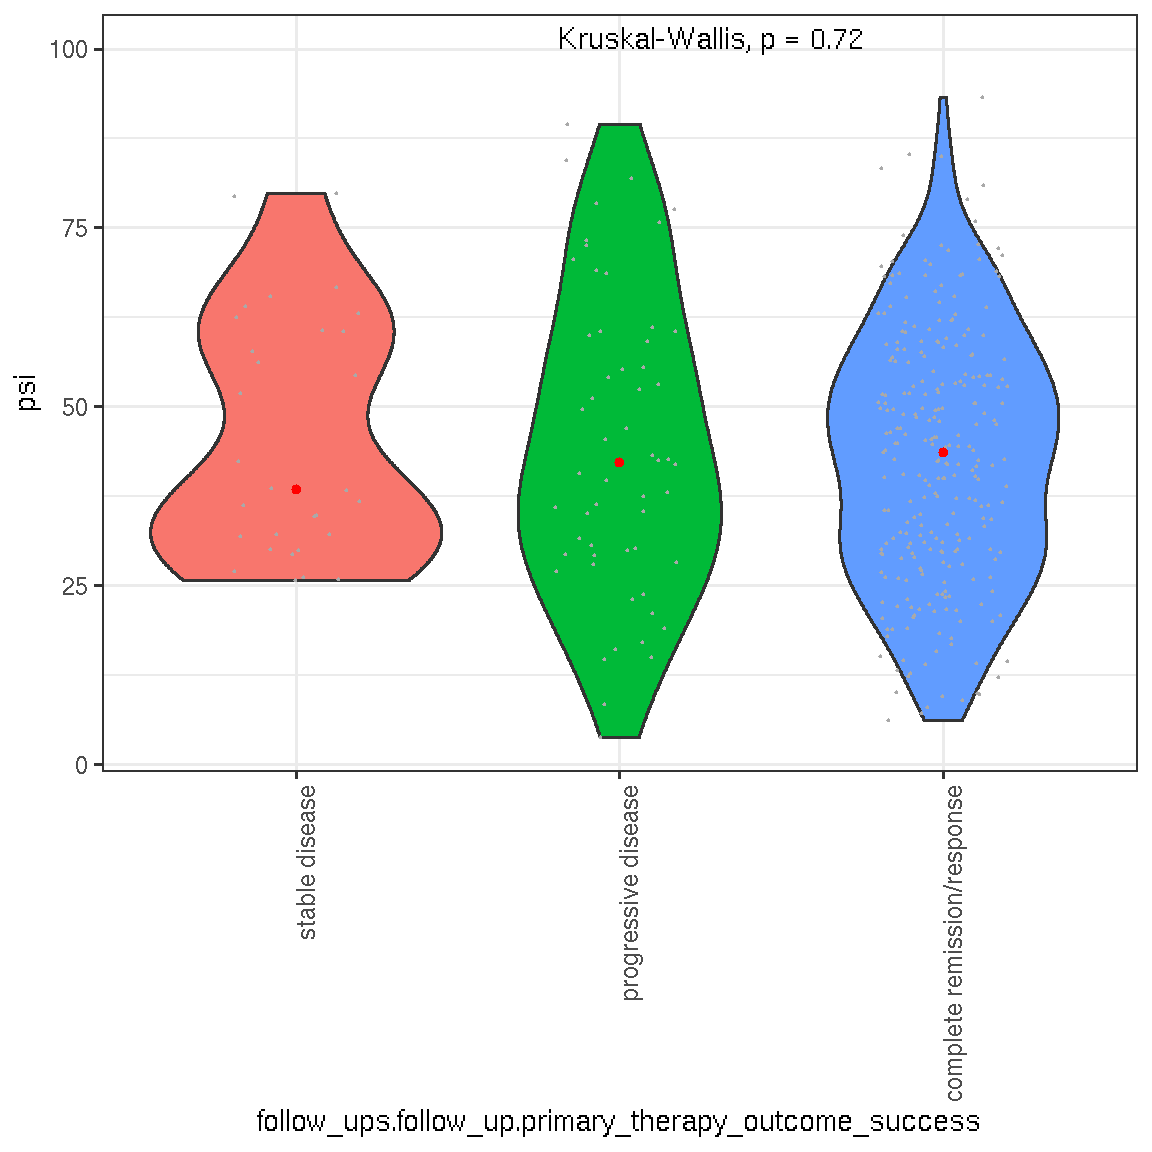 Kruskal-Wallis, p = 0.72
100
75
50
25
0
psi
stable disease
progressive disease
complete remission/response
follow_ups.follow_up.primary_therapy_outcome_success